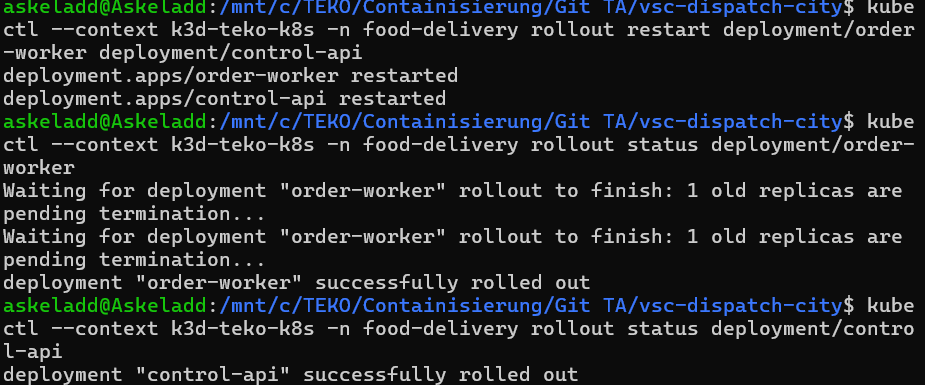 askeladd@Askeladd:/mnt/c/TEKO/Containisierung/Git TA/vsc-dispatch-city$ kube
ctl --context k3d-teko-k8s -n food-delivery rollout restart deployment/order
-worker deployment/control-api
deployment.apps/order-worker restarted
deployment.apps/control-api restarted
askeladd@Askeladd:/mnt/c/TEKO/Containisierung/Git TA/vsc-dispatch-city$ kube
ctl --context k3d-teko-k8s -n food-delivery rollout status deployment/order-
worker
Waiting for deployment "order-worker" rollout to finish: 1 old replicas are
pending termination...
Waiting for deployment "order-worker" rollout to finish: 1 old replicas are
pending termination...
deployment "order-worker" successfully rolled out
askeladd@Askeladd:/mnt/c/TEKO/Containisierung/Git TA/vsc-dispatch-city$ kube
ctl --context k3d-teko-k8s -n food-delivery rollout status deployment/contro
l-api
deployment "control-api" successfully rolled out